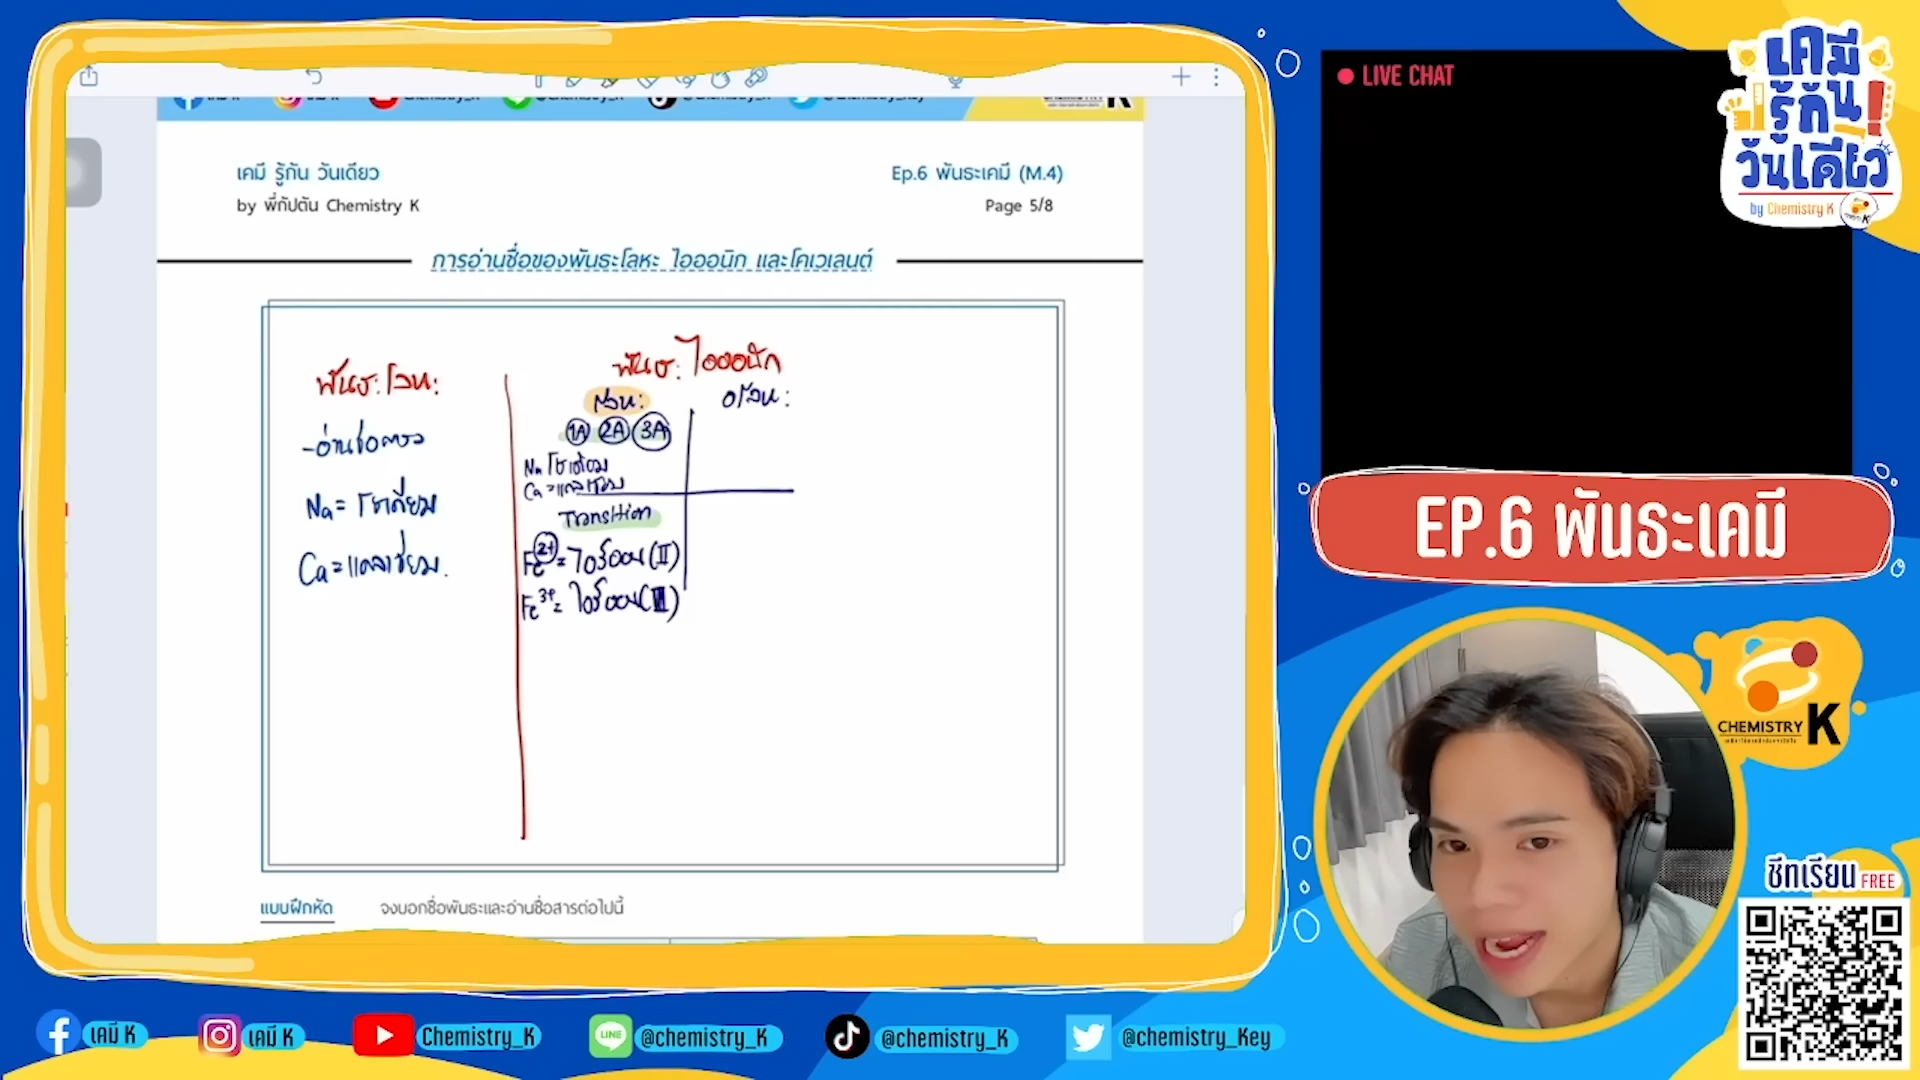 LIVE CHAT
เคมี
รู้กัน!
วันเดียว
by Chemistry K
เคมี รู้กัน วันเดียว
Ep.6 พันธะเคมี (M.4)
by พี่กัปตัน Chemistry K
Page 5/8
การอ่านชื่อของพันธะโลหะ ไอออนิก และโคเวเลนต์
พันธะโลหะ
พันธะไอออนิก
โลหะ
อโลหะ
1A 2A 3A
-อ่านชื่อตรง
Na โซเดียม
Ca = แคลเซียม
Na = โซเดียม
Transition
Fe2+ = ไอร์ออน(II)
Ca = แคลเซียม.
Fe3+ = ไอร์ออน(III)
EP.6 พันธะเคมี
CHEMISTRY K
ชีทเรียน FREE
แบบฝึกหัด จงบอกชื่อพันธะและอ่านชื่อสารต่อไปนี้
เคมี K
เคมี K
Chemistry_K
LINE
@chemistry_K
@chemistry_K
@chemistry_Key